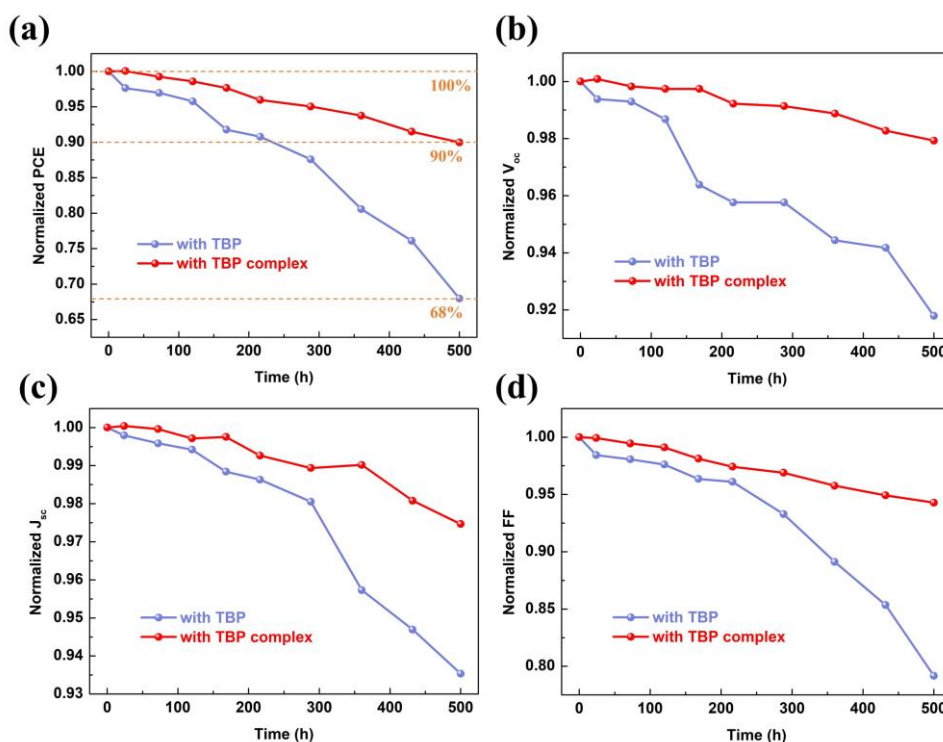 (a)
1.00
0.95
0.90
0.85
0.80
0.75
0.70
0.65
Normalized PCE
100%
90%
68%
with TBP
with TBP complex
0 100 200 300 400 500
Time (h)
(b)
1.00
0.98
0.96
0.94
0.92
Normalized Voc
with TBP
with TBP complex
0 100 200 300 400 500
Time (h)
(c)
1.00
0.99
0.98
0.97
0.96
0.95
0.94
0.93
Normalized Jsc
with TBP
with TBP complex
0 100 200 300 400 500
Time (h)
(d)
1.00
0.95
0.90
0.85
0.80
Normalized FF
with TBP
with TBP complex
0 100 200 300 400 500
Time (h)